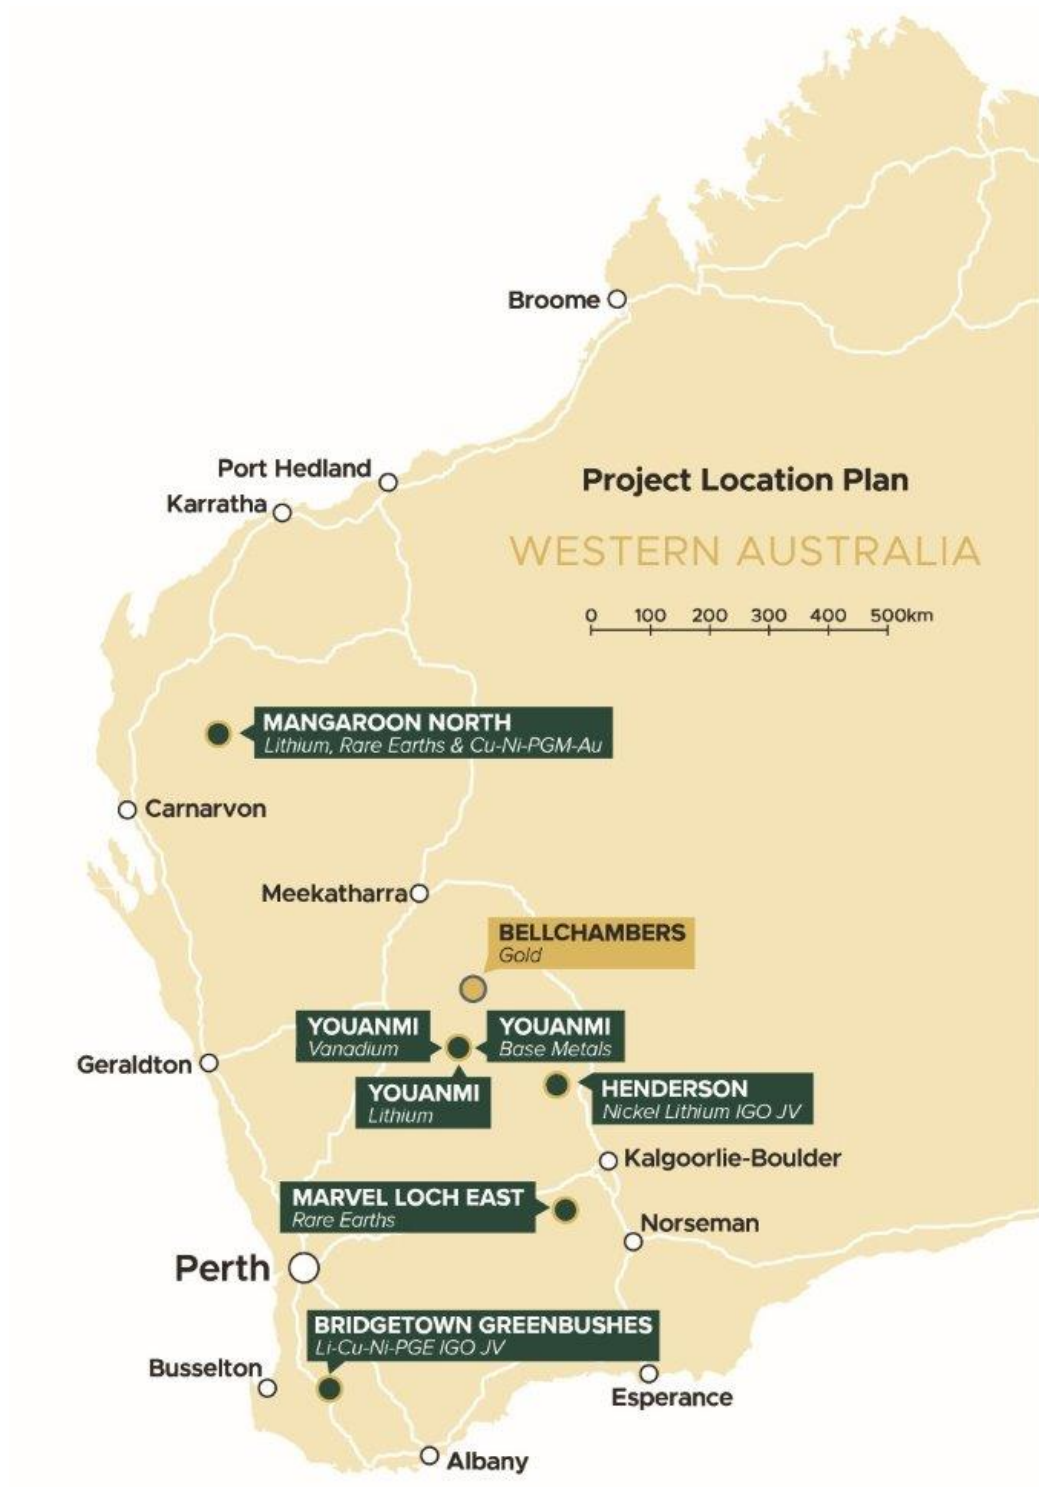 Broome
Port Hedland
Karratha
Project Location Plan
WESTERN AUSTRALIA
0 100 200 300 400 500km
MANGAROON NORTH
Lithium, Rare Earths & Cu-Ni-PGM-Au
Carnarvon
Meekatharra
BELLCHAMBERS
Gold
YOUANMI
Vanadium
YOUANMI
Base Metals
Geraldton
YOUANMI
Lithium
HENDERSON
Nickel Lithium IGO JV
Kalgoorlie-Boulder
MARVEL LOCH EAST
Rare Earths
Norseman
Perth
BRIDGETOWN GREENBUSHES
Li-Cu-Ni-PGE IGO JV
Busselton
Esperance
Albany